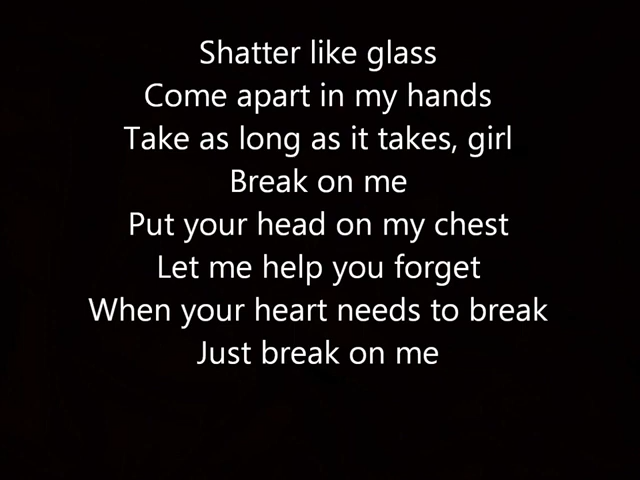 Shatter like glass
Come apart in my hands
Take as long as it takes, girl
Break on me
Put your head on my chest
Let me help you forget
When your heart needs to break
Just break on me